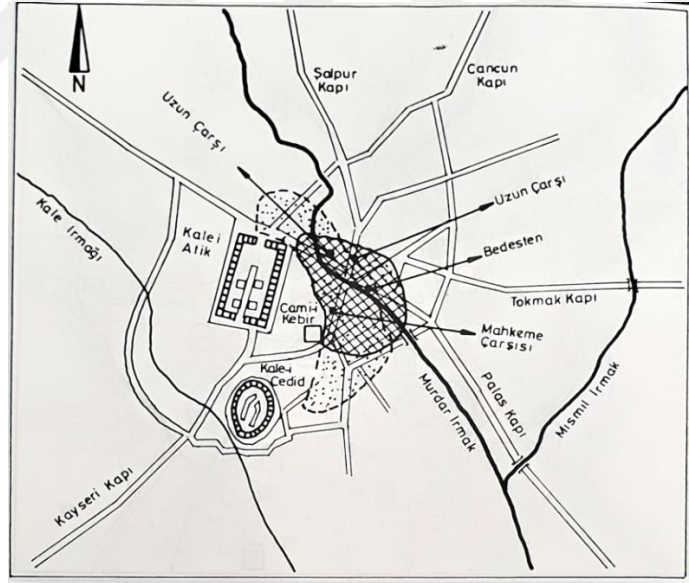 N
Şalpur
Kapı
Cancun
Kapı
Uzun Çarşı
Uzun Çarşı
Kale Irmağı
Kale-i
Atik
Bedesten
Tokmak Kapı
Cami-i
Kebir
Mahkeme
Çarşısı
Kale-i
Cedid
Murdar Irmak
Palas Kapı
Mısmıl Irmak
Kayseri Kapı